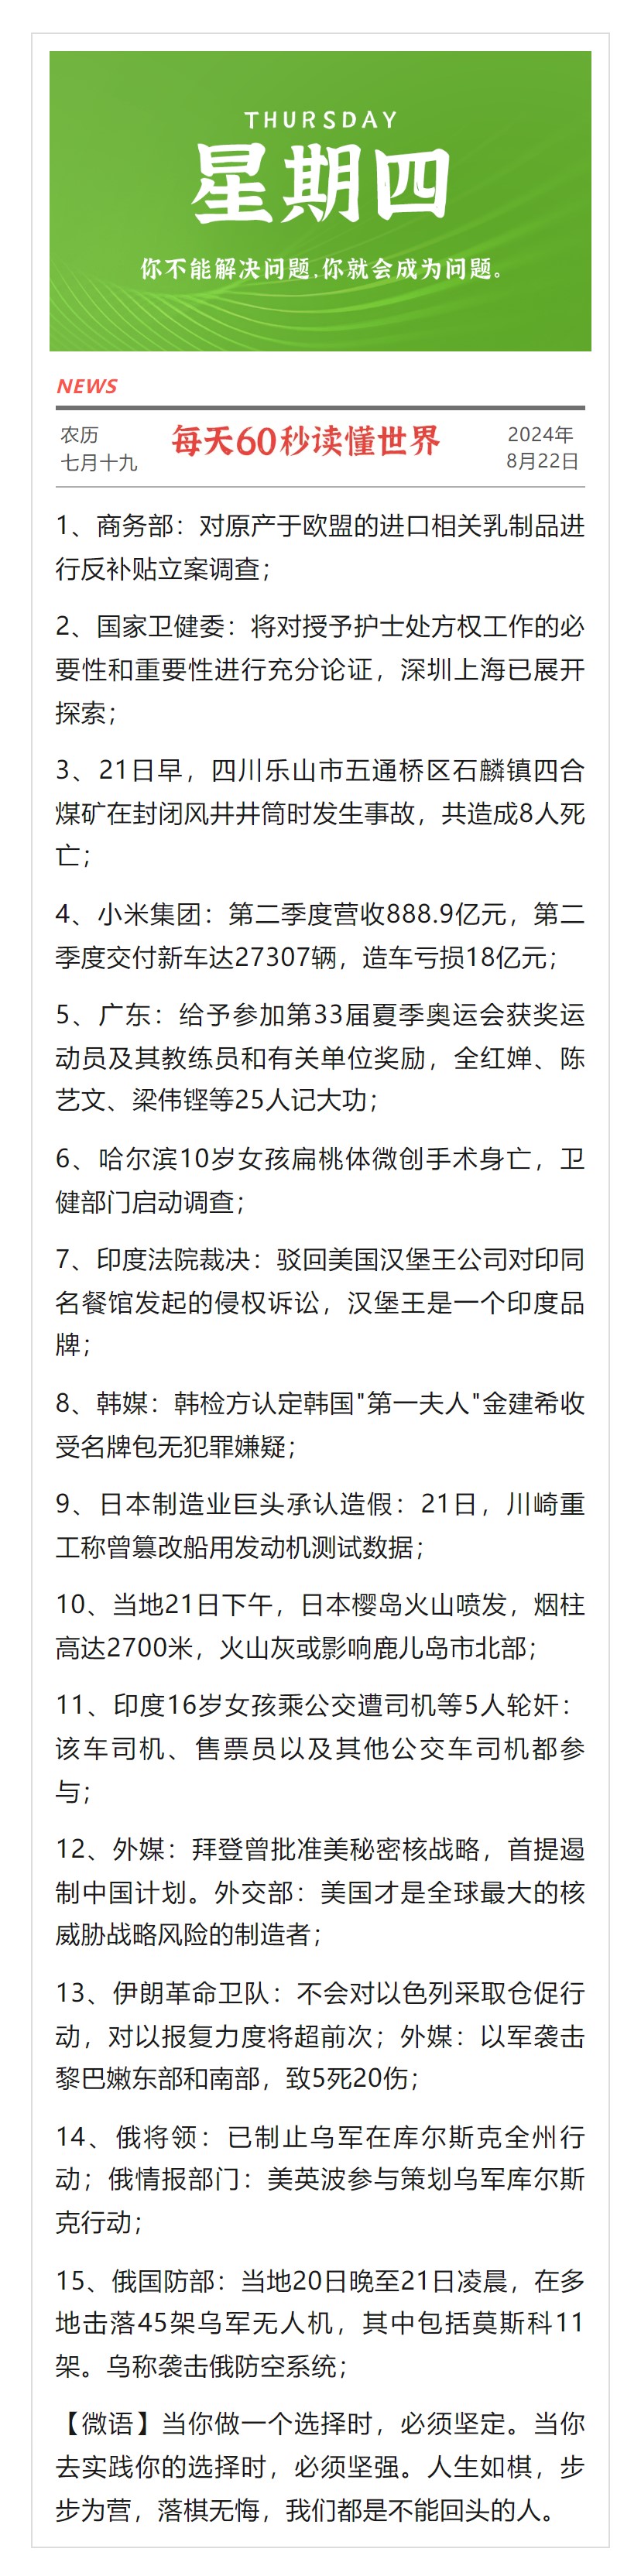 THURSDAY
星期四
你不能解决问题,你就会成为问题。
NEWS
农历
七月十九
每天60秒读懂世界
2024年
8月22日
1、商务部：对原产于欧盟的进口相关乳制品进
行反补贴立案调查；
2、国家卫健委：将对授予护士处方权工作的必
要性和重要性进行充分论证，深圳上海已展开
探索；
3、21日早，四川乐山市五通桥区石麟镇四合
煤矿在封闭风井井筒时发生事故，共造成8人死
亡；
4、小米集团：第二季度营收888.9亿元，第二
季度交付新车达27307辆，造车亏损18亿元；
5、广东：给予参加第33届夏季奥运会获奖运
动员及其教练员和有关单位奖励，全红婵、陈
艺文、梁伟铿等25人记大功；
6、哈尔滨10岁女孩扁桃体微创手术身亡，卫
健部门启动调查；
7、印度法院裁决：驳回美国汉堡王公司对印同
名餐馆发起的侵权诉讼，汉堡王是一个印度品
牌；
8、韩媒：韩检方认定韩国"第一夫人"金建希收
受名牌包无犯罪嫌疑；
9、日本制造业巨头承认造假：21日，川崎重
工称曾篡改船用发动机测试数据；
10、当地21日下午，日本樱岛火山喷发，烟柱
高达2700米，火山灰或影响鹿儿岛市北部；
11、印度16岁女孩乘公交遭司机等5人轮奸：
该车司机、售票员以及其他公交车司机都参
与；
12、外媒：拜登曾批准美秘密核战略，首提遏
制中国计划。外交部：美国才是全球最大的核
威胁战略风险的制造者；
13、伊朗革命卫队：不会对以色列采取仓促行
动，对以报复力度将超前次；外媒：以军袭击
黎巴嫩东部和南部，致5死20伤；
14、俄将领：已制止乌军在库尔斯克全州行
动；俄情报部门：美英波参与策划乌军库尔斯
克行动；
15、俄国防部：当地20日晚至21日凌晨，在多
地击落45架乌军无人机，其中包括莫斯科11
架。乌称袭击俄防空系统；
【微语】当你做一个选择时，必须坚定。当你
去实践你的选择时，必须坚强。人生如棋，步
步为营，落棋无悔，我们都是不能回头的人。